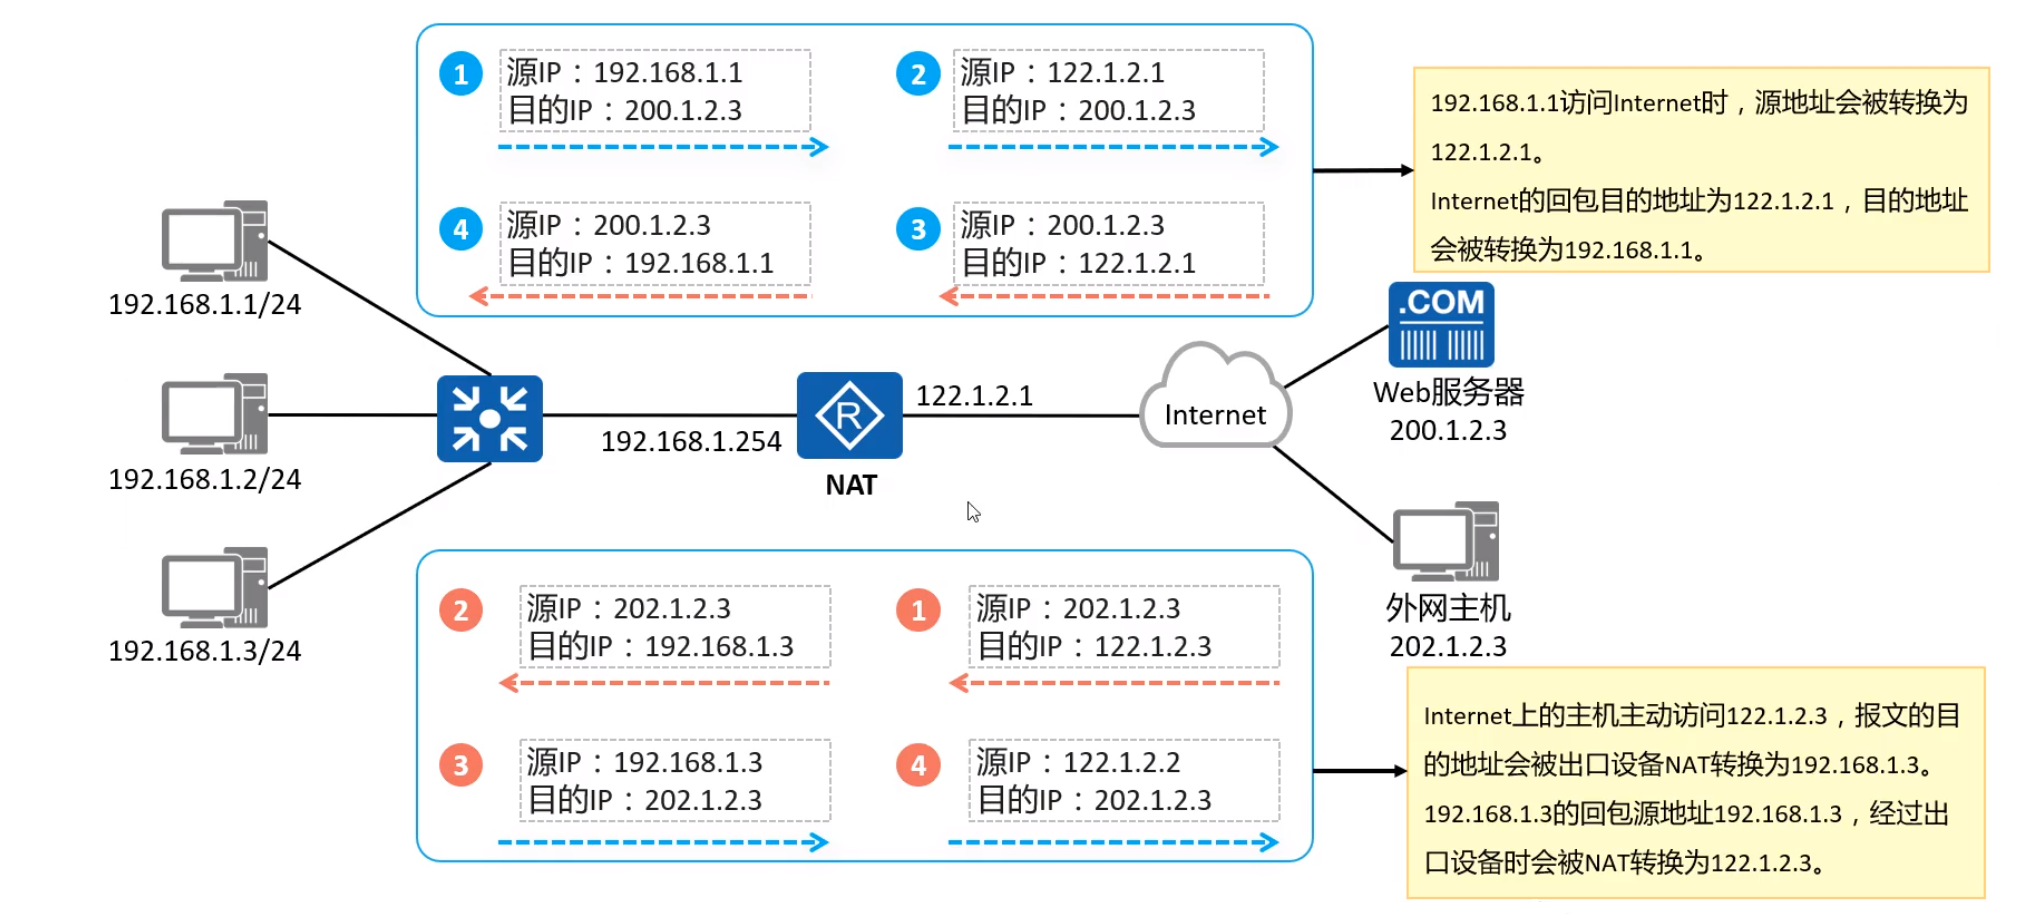 1
源IP：192.168.1.1
目的IP：200.1.2.3
2
源IP：122.1.2.1
目的IP：200.1.2.3
4
源IP：200.1.2.3
目的IP：192.168.1.1
3
源IP：200.1.2.3
目的IP：122.1.2.1
192.168.1.1访问Internet时，源地址会被转换为
122.1.2.1。
Internet的回包目的地址为122.1.2.1，目的地址
会被转换为192.168.1.1。
192.168.1.1/24
192.168.1.2/24
192.168.1.3/24
192.168.1.254
R
NAT
122.1.2.1
Internet
.COM
Web服务器
200.1.2.3
外网主机
202.1.2.3
2
源IP：202.1.2.3
目的IP：192.168.1.3
1
源IP：202.1.2.3
目的IP：122.1.2.3
3
源IP：192.168.1.3
目的IP：202.1.2.3
4
源IP：122.1.2.2
目的IP：202.1.2.3
Internet上的主机主动访问122.1.2.3，报文的目
的地址会被出口设备NAT转换为192.168.1.3。
192.168.1.3的回包源地址192.168.1.3，经过出
口设备时会被NAT转换为122.1.2.3。